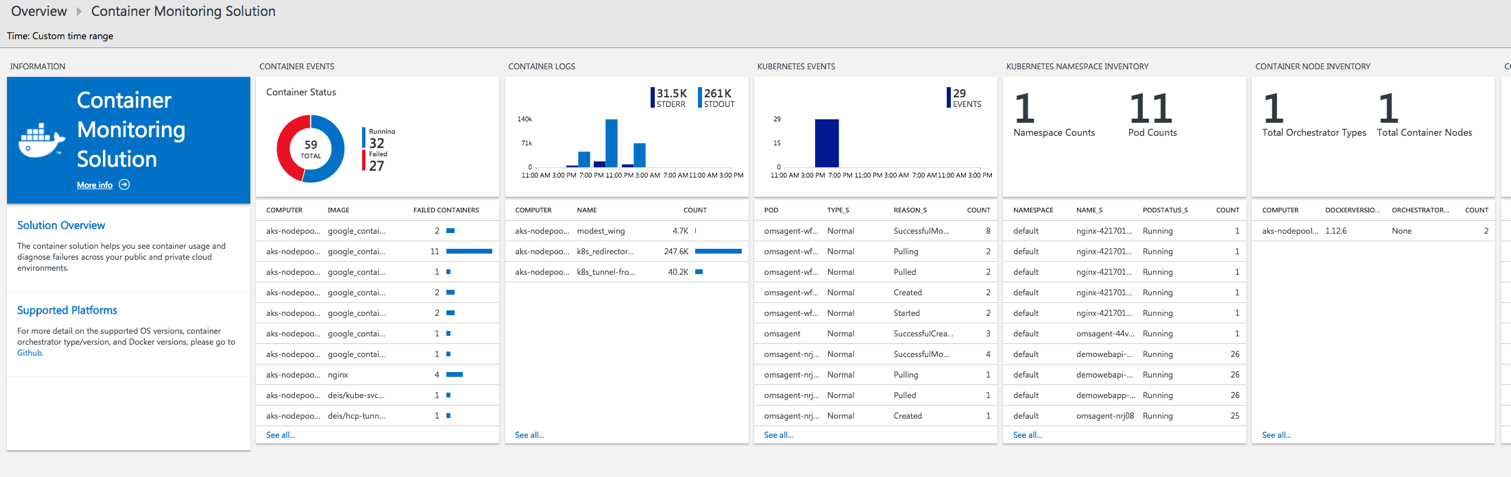 Overview Container Monitoring Solution
Time: Custom time range
INFORMATION
Container
Monitoring
Solution
More info
Solution Overview
The container solution helps you see container usage and
diagnose failures across your public and private cloud
environments.
Supported Platforms
For more detail on the supported OS versions, container
orchestrator type/version, and Docker versions, please go to
Github.
CONTAINER EVENTS
Container Status
59
TOTAL
Running
32
Failed
27
COMPUTER IMAGE FAILED CONTAINERS
aks-nodepoo... google_contai... 2
aks-nodepoo... google_contai... 11
aks-nodepoo... google_contai... 1
aks-nodepoo... google_contai... 2
aks-nodepoo... google_contai... 2
aks-nodepoo... google_contai... 1
aks-nodepoo... google_contai... 1
aks-nodepoo... nginx 4
aks-nodepoo... deis/kube-svc... 1
aks-nodepoo... deis/hcp-tunn... 1
See all...
CONTAINER LOGS
31.5K 261K
STDERR STDOUT
140k
71k
0
11:00 AM 3:00 PM 7:00 PM 11:00 PM 3:00 AM 7:00 AM 11:00 AM 3:00 PM
COMPUTER NAME COUNT
aks-nodepoo... modest_wing 4.7K
aks-nodepoo... k8s_redirector... 247.6K
aks-nodepoo... k8s_tunnel-fro... 40.2K
See all...
KUBERNETES EVENTS
29
EVENTS
29
15
0
11:00 AM 3:00 PM 7:00 PM 11:00 PM 3:00 AM 7:00 AM 11:00 AM 3:00 PM
POD TYPE_S REASON_S COUNT
omsagent-wf... Normal SuccessfulMo... 8
omsagent-wf... Normal Pulling 2
omsagent-wf... Normal Pulled 2
omsagent-wf... Normal Created 2
omsagent-wf... Normal Started 2
omsagent Normal SuccessfulCrea... 3
omsagent-nrj... Normal SuccessfulMo... 4
omsagent-nrj... Normal Pulling 1
omsagent-nrj... Normal Pulled 1
omsagent-nrj... Normal Created 1
See all...
KUBERNETES NAMESPACE INVENTORY
1 11
Namespace Counts Pod Counts
NAMESPACE NAME_S PODSTATUS_S COUNT
default nginx-421701... Running 1
default nginx-421701... Running 1
default nginx-421701... Running 1
default nginx-421701... Running 1
default nginx-421701... Running 1
default omsagent-44v... Running 1
default demowebapi-... Running 26
default demowebapi-... Running 26
default demowebapp-... Running 26
default omsagent-nrj08 Running 25
See all...
CONTAINER NODE INVENTORY
1 1
Total Orchestrator Types Total Container Nodes
COMPUTER DOCKERVERSIO... ORCHESTRATOR... COUNT
aks-nodepool... 1.12.6 None 2
See all...